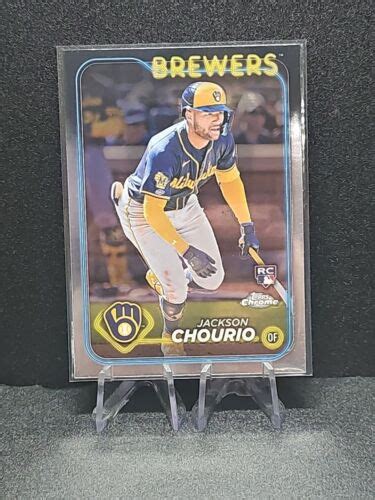 BREWERS
RC
Topps
Chrome
JACKSON
CHOURIO
OF